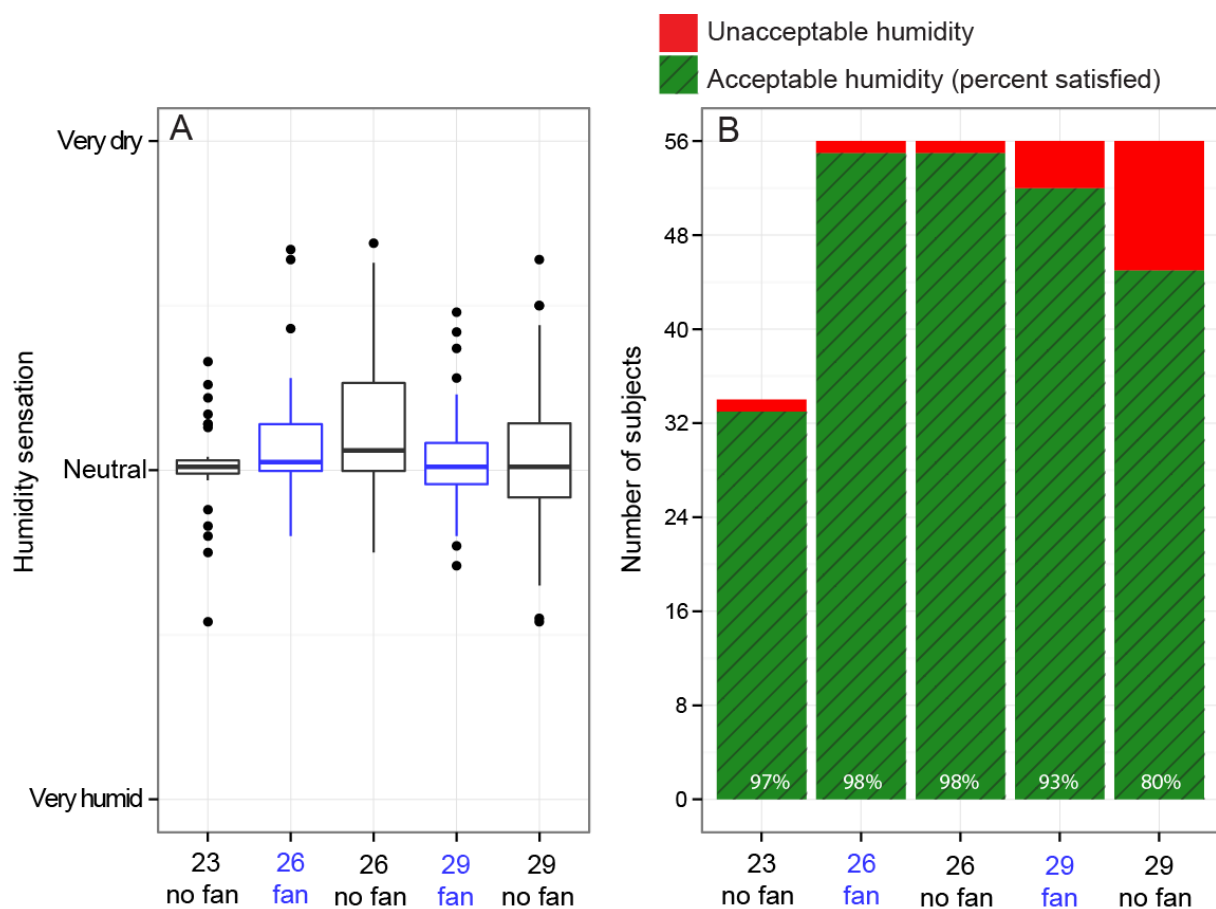 Unacceptable humidity
Acceptable humidity (percent satisfied)
A
Very dry
Neutral
Very humid
Humidity sensation
23
no fan
26
fan
26
no fan
29
fan
29
no fan
B
56
48
40
32
24
16
8
0
Number of subjects
97%
98%
98%
93%
80%
23
no fan
26
fan
26
no fan
29
fan
29
no fan